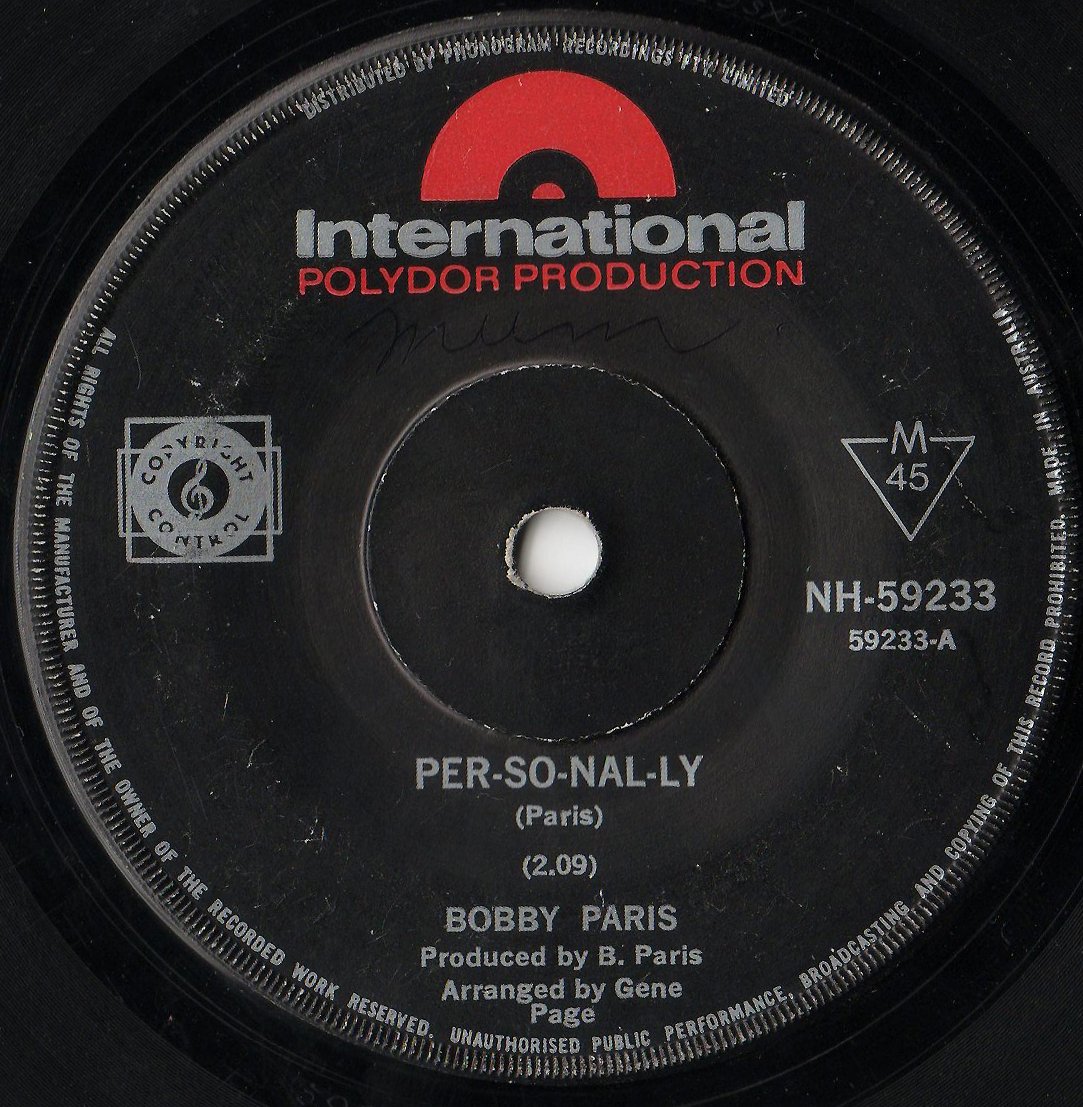 DISTRIBUTED BY PHONOGRAM RECORDINGS PTY. LIMITED
International
POLYDOR PRODUCTION
mum
COPYRIGHT
CONTROL
M
45
NH-59233
59233-A
PER-SO-NAL-LY
(Paris)
(2.09)
BOBBY PARIS
Produced by B. Paris
Arranged by Gene
Page
ALL RIGHTS OF THE MANUFACTURER AND OF THE OWNER OF THE RECORDED WORK RESERVED. UNAUTHORISED PUBLIC PERFORMANCE, BROADCASTING AND COPYING OF THIS RECORD PROHIBITED. MADE IN AUSTRALIA